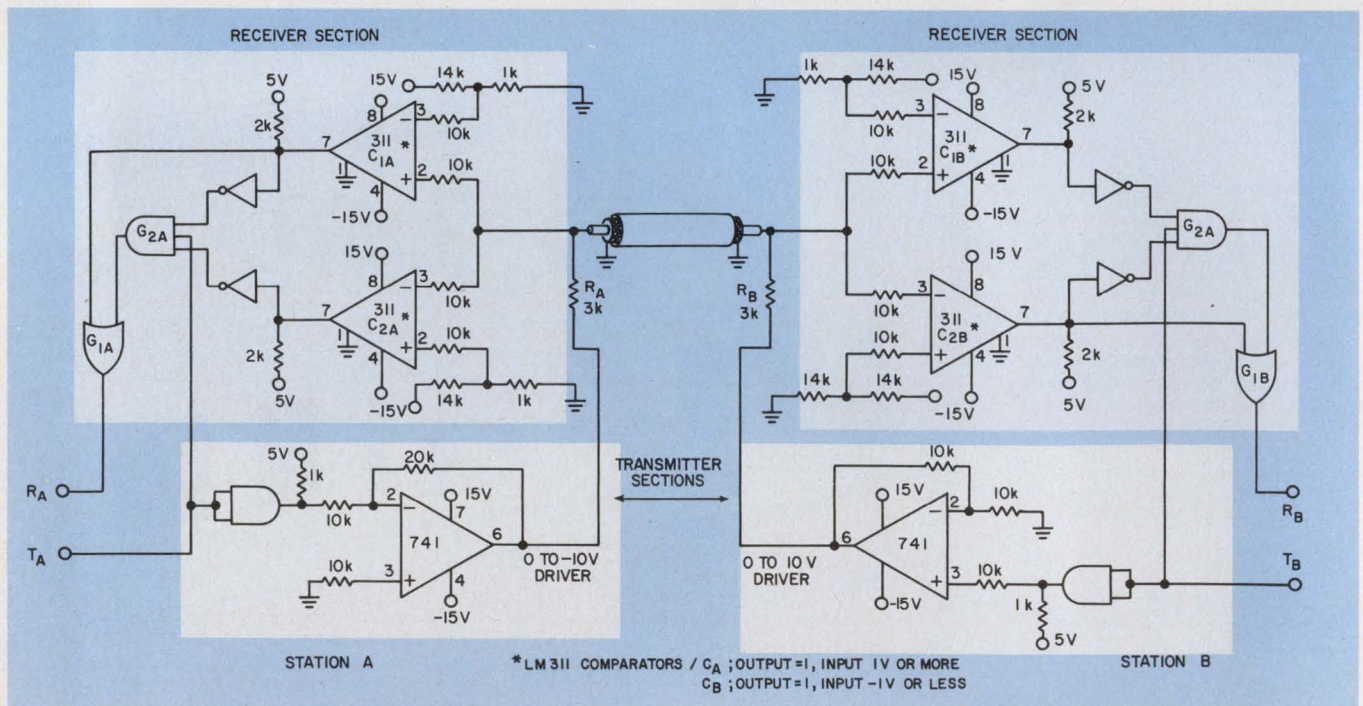 RECEIVER SECTION
RECEIVER SECTION
5V
2k
15V
14k
1k
8
3
−
10k
7
311
C1A*
10k
1
2
+
4
−15V
G2A
15V
8
3
−
10k
7
311
C2A*
10k
1
2
+
4
−15V
14k
1k
2k
5V
G1A
RA
3k
RB
3k
1k
14k
15V
8
3
−
10k
311
C1B*
7
10k
2
+
1
4
−15V
5V
2k
G2A
15V
8
10k
3
−
311
C2B*
7
10k
2
+
1
4
14k
14k
−15V
2k
5V
G1B
RA
TA
5V
1k
10k
20k
2
−
15V
7
741
6
10k
3
+
4
−15V
0 TO −10V
DRIVER
TRANSMITTER
SECTIONS
0 TO 10 V
DRIVER
10k
15V
2
−
10k
6
741
3
+
10k
-15V
1k
5V
RB
TB
STATION A
STATION B
*LM 311 COMPARATORS / CA ; OUTPUT = 1, INPUT 1V OR MORE
CB ; OUTPUT = 1, INPUT −1V OR LESS